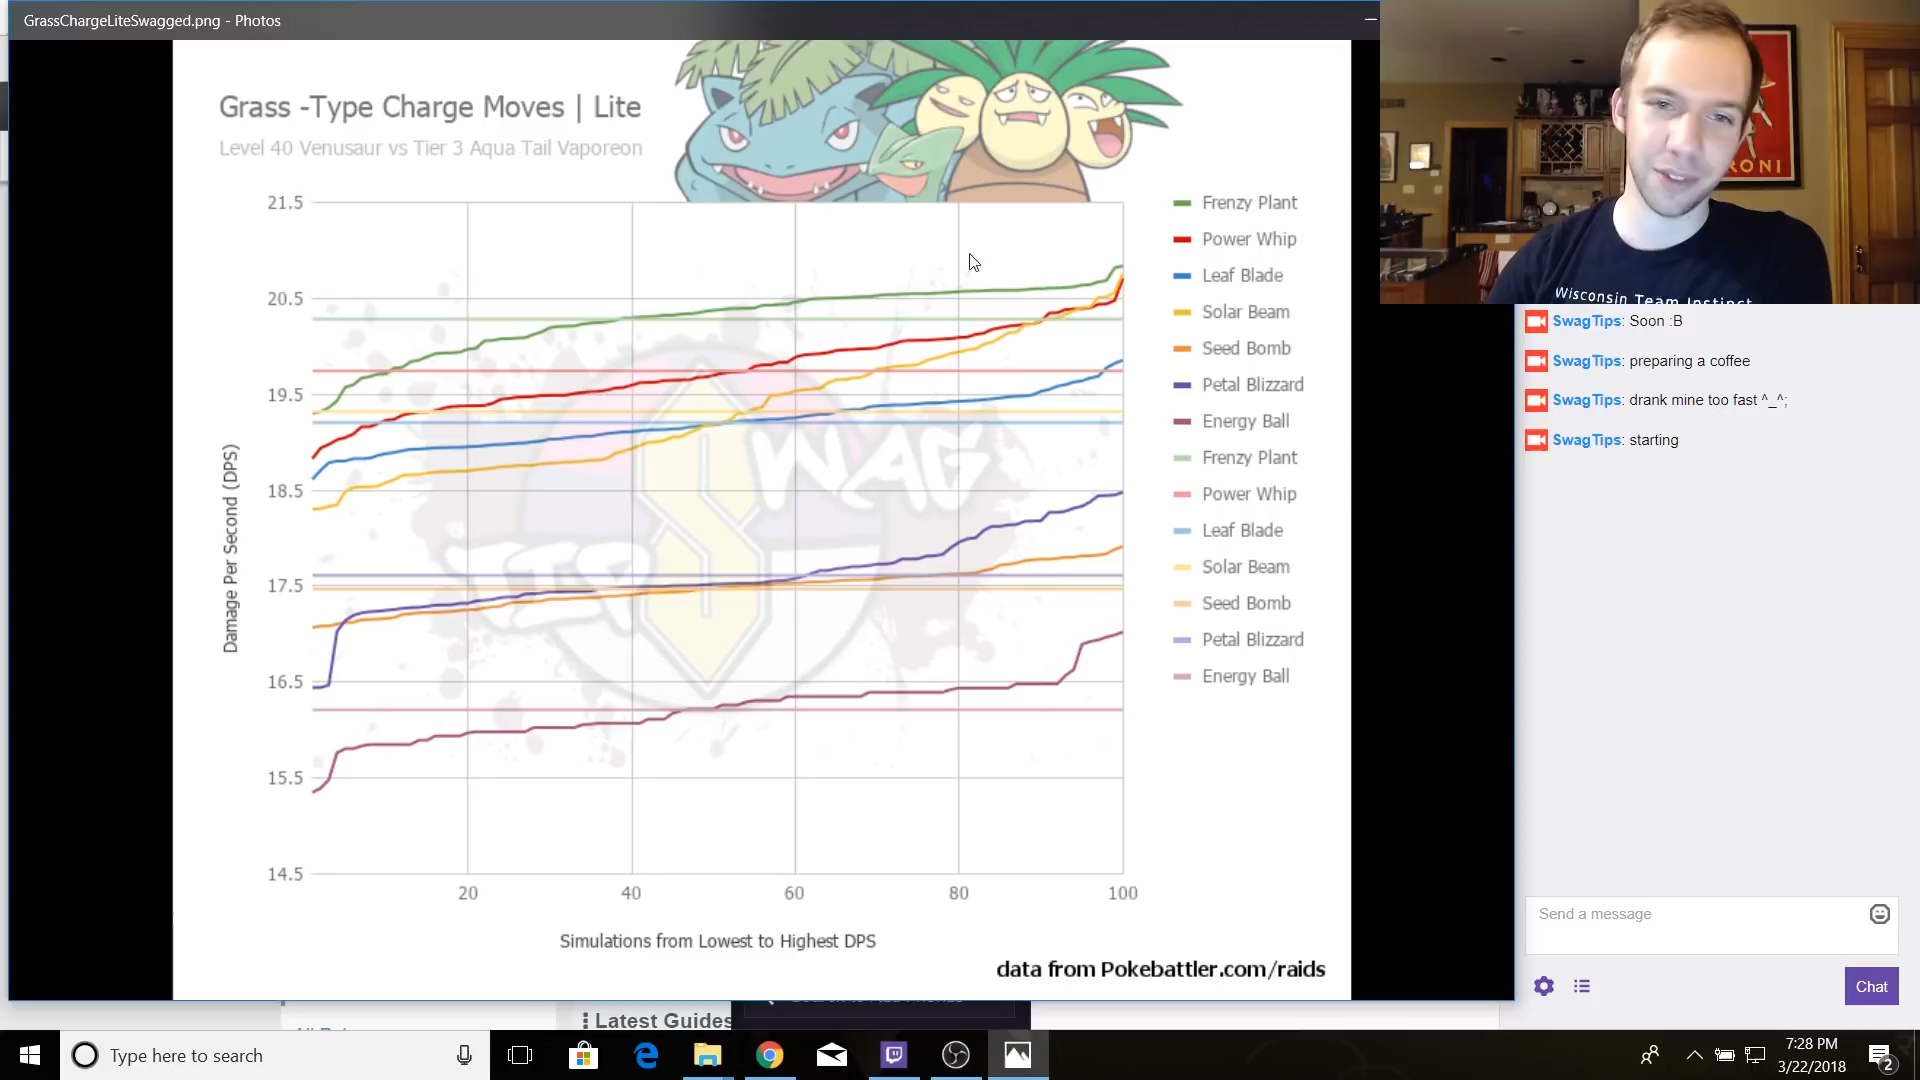 GrassChargeLiteSwagged.png - Photos
Grass -Type Charge Moves | Lite
Level 40 Venusaur vs Tier 3 Aqua Tail Vaporeon
21.5
20.5
19.5
18.5
17.5
16.5
15.5
14.5
Damage Per Second (DPS)
20
40
60
80
100
Simulations from Lowest to Highest DPS
data from Pokebattler.com/raids
SWAG
TIPS
Frenzy Plant
Power Whip
Leaf Blade
Solar Beam
Seed Bomb
Petal Blizzard
Energy Ball
Frenzy Plant
Power Whip
Leaf Blade
Solar Beam
Seed Bomb
Petal Blizzard
Energy Ball
RONI
Wisconsin Team Instinct
SwagTips: Soon :B
SwagTips: preparing a coffee
SwagTips: drank mine too fast ^_^;
SwagTips: starting
Send a message
Chat
Latest Guides
Type here to search
7:28 PM
3/22/2018
2